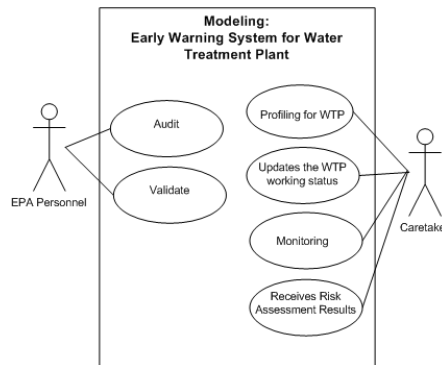 Modeling:
Early Warning System for Water
Treatment Plant
Audit
Validate
EPA Personnel
Profiling for WTP
Updates the WTP
working status
Monitoring
Receives Risk
Assessment Results
Caretake